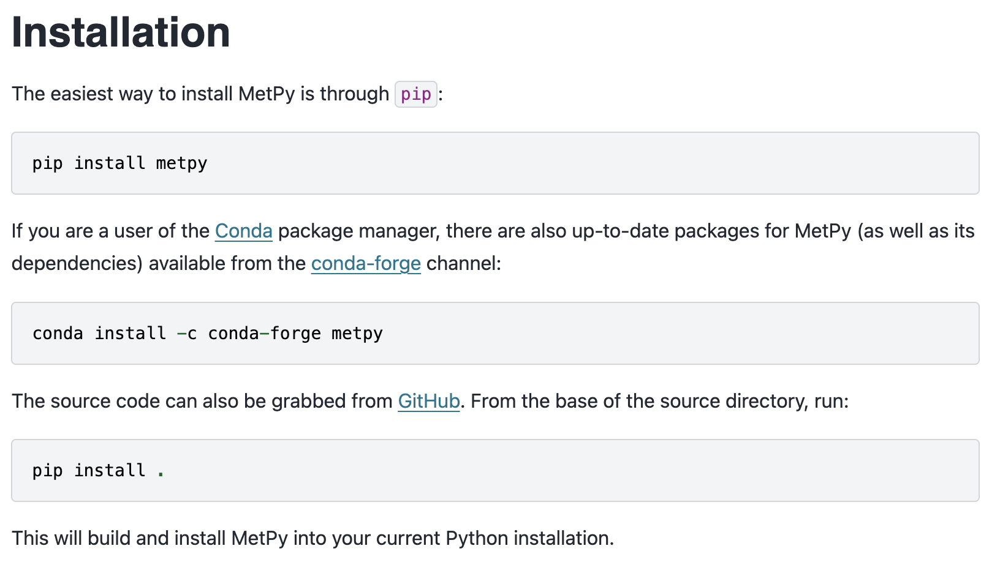 Installation
The easiest way to install MetPy is through pip:
pip install metpy
If you are a user of the Conda package manager, there are also up-to-date packages for MetPy (as well as its
dependencies) available from the conda-forge channel:
conda install -c conda-forge metpy
The source code can also be grabbed from GitHub. From the base of the source directory, run:
pip install .
This will build and install MetPy into your current Python installation.